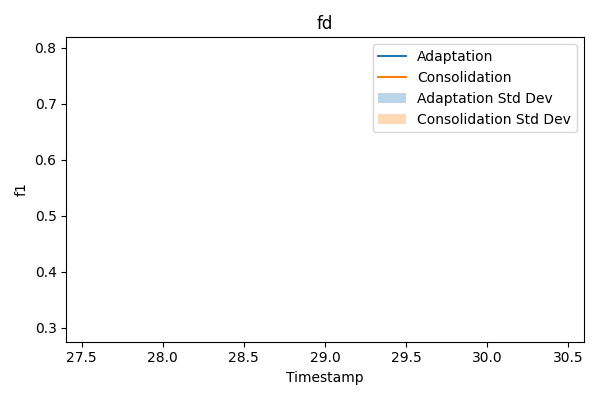 fd
Adaptation
Consolidation
Adaptation Std Dev
Consolidation Std Dev
0.8
0.7
0.6
0.5
0.4
0.3
f1
27.5 28.0 28.5 29.0 29.5 30.0 30.5
Timestamp